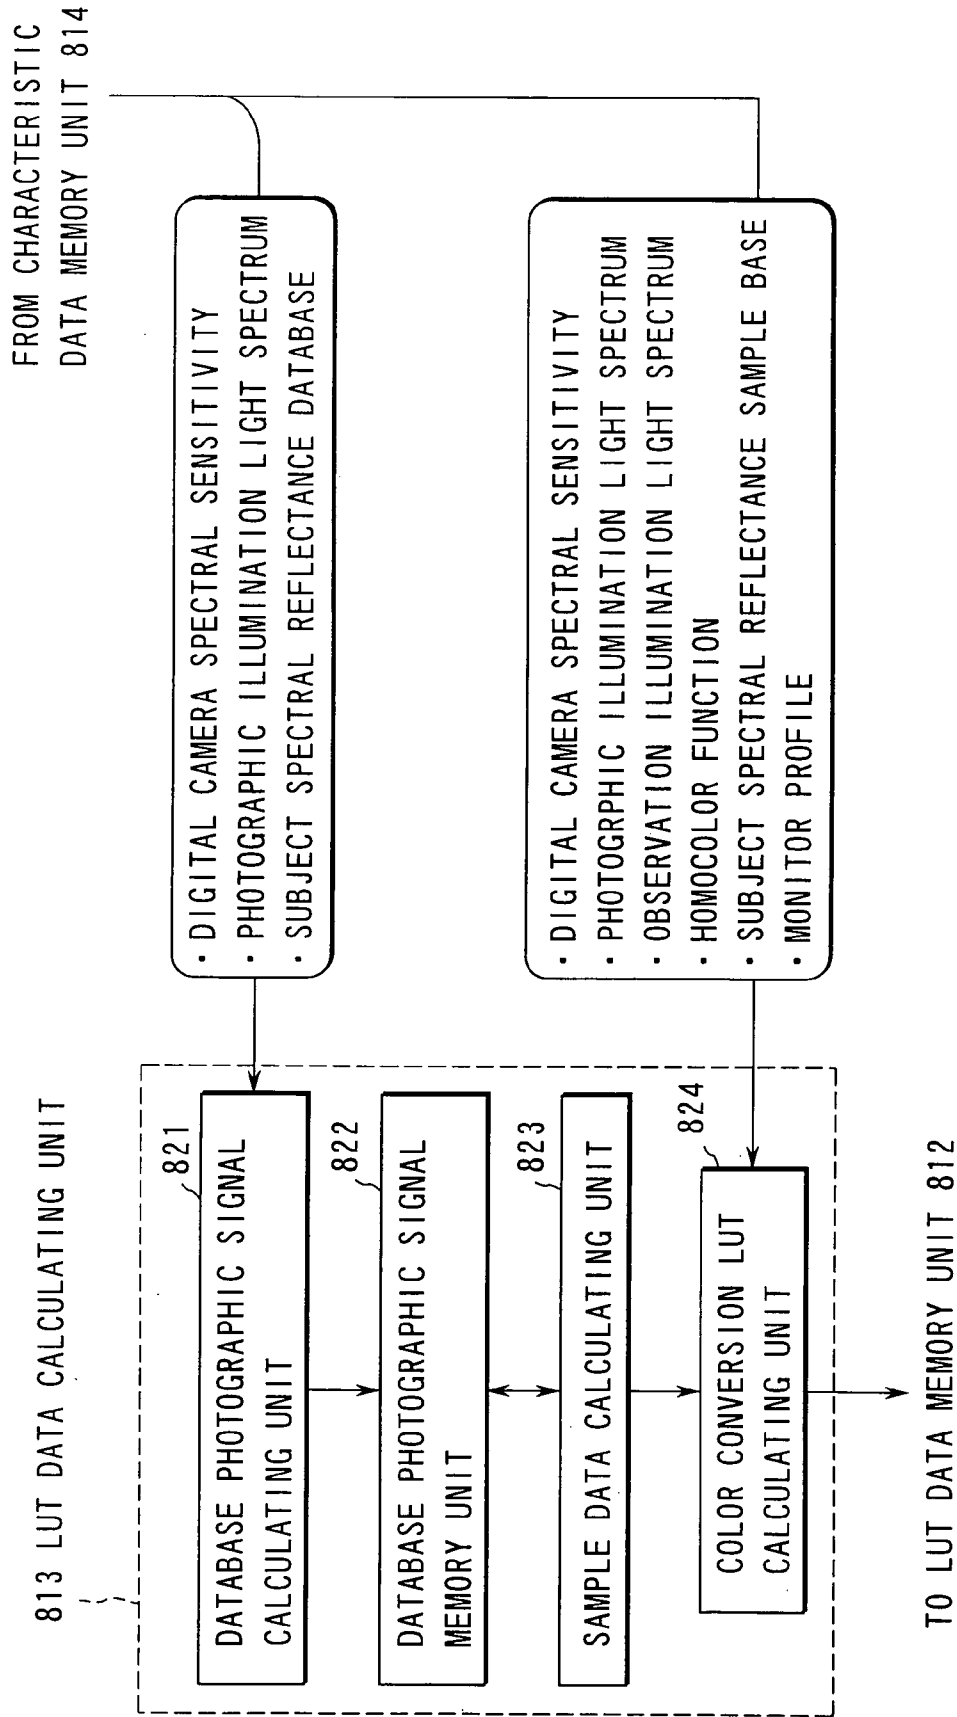 FROM CHARACTERISTIC
DATA MEMORY UNIT 814
813 LUT DATA CALCULATING UNIT
821
DATABASE PHOTOGRAPHIC SIGNAL
CALCULATING UNIT
822
DATABASE PHOTOGRAPHIC SIGNAL
MEMORY UNIT
823
SAMPLE DATA CALCULATING UNIT
824
COLOR CONVERSION LUT
CALCULATING UNIT
TO LUT DATA MEMORY UNIT 812
· DIGITAL CAMERA SPECTRAL SENSITIVITY
· PHOTOGRAPHIC ILLUMINATION LIGHT SPECTRUM
· SUBJECT SPECTRAL REFLECTANCE DATABASE
· DIGITAL CAMERA SPECTRAL SENSITIVITY
· PHOTOGRPHIC ILLUMINATION LIGHT SPECTRUM
· OBSERVATION ILLUMINATION LIGHT SPECTRUM
· HOMOCOLOR FUNCTION
· SUBJECT SPECTRAL REFLECTANCE SAMPLE BASE
· MONITOR PROFILE